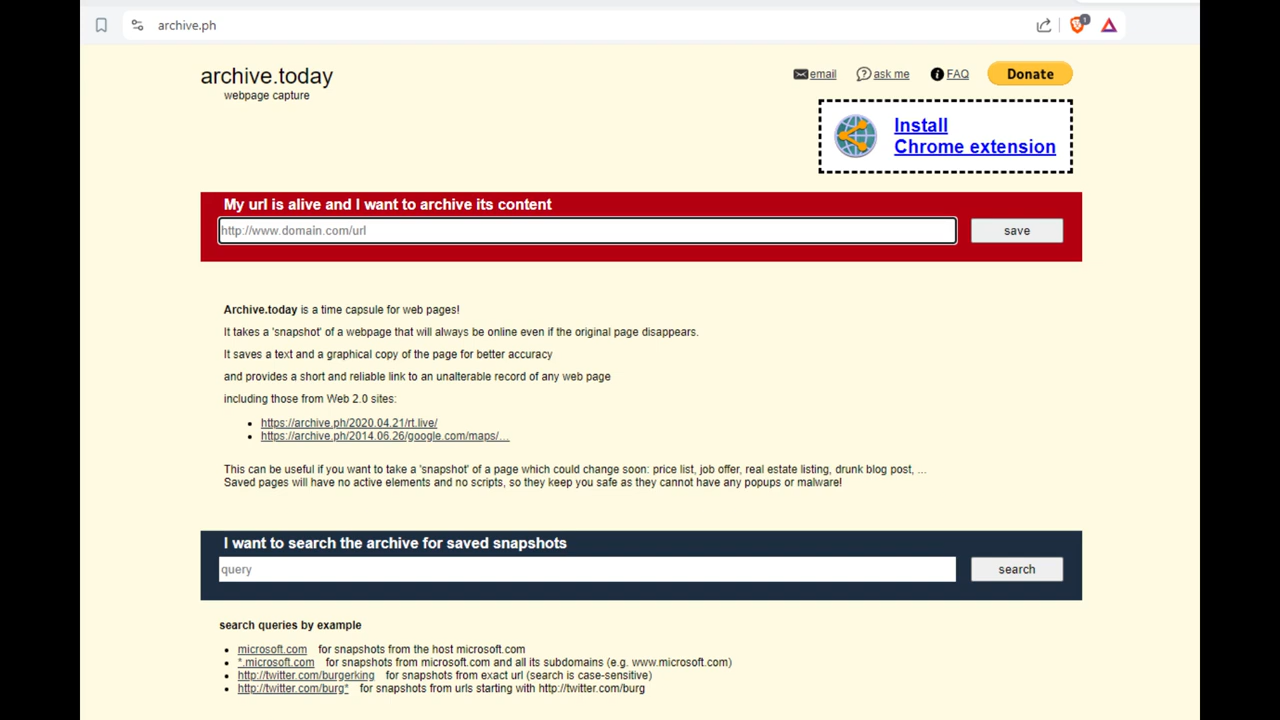 archive.ph
1
archive.today
webpage capture
email ask me FAQ Donate
Install
Chrome extension
My url is alive and I want to archive its content
http://www.domain.com/url save
Archive.today is a time capsule for web pages!
It takes a 'snapshot' of a webpage that will always be online even if the original page disappears.
It saves a text and a graphical copy of the page for better accuracy
and provides a short and reliable link to an unalterable record of any web page
including those from Web 2.0 sites:
https://archive.ph/2020.04.21/rt.live/
https://archive.ph/2014.06.26/google.com/maps/...
This can be useful if you want to take a 'snapshot' of a page which could change soon: price list, job offer, real estate listing, drunk blog post, ...
Saved pages will have no active elements and no scripts, so they keep you safe as they cannot have any popups or malware!
I want to search the archive for saved snapshots
query search
search queries by example
microsoft.com for snapshots from the host microsoft.com
*.microsoft.com for snapshots from microsoft.com and all its subdomains (e.g. www.microsoft.com)
http://twitter.com/burgerking for snapshots from exact url (search is case-sensitive)
http://twitter.com/burg* for snapshots from urls starting with http://twitter.com/burg